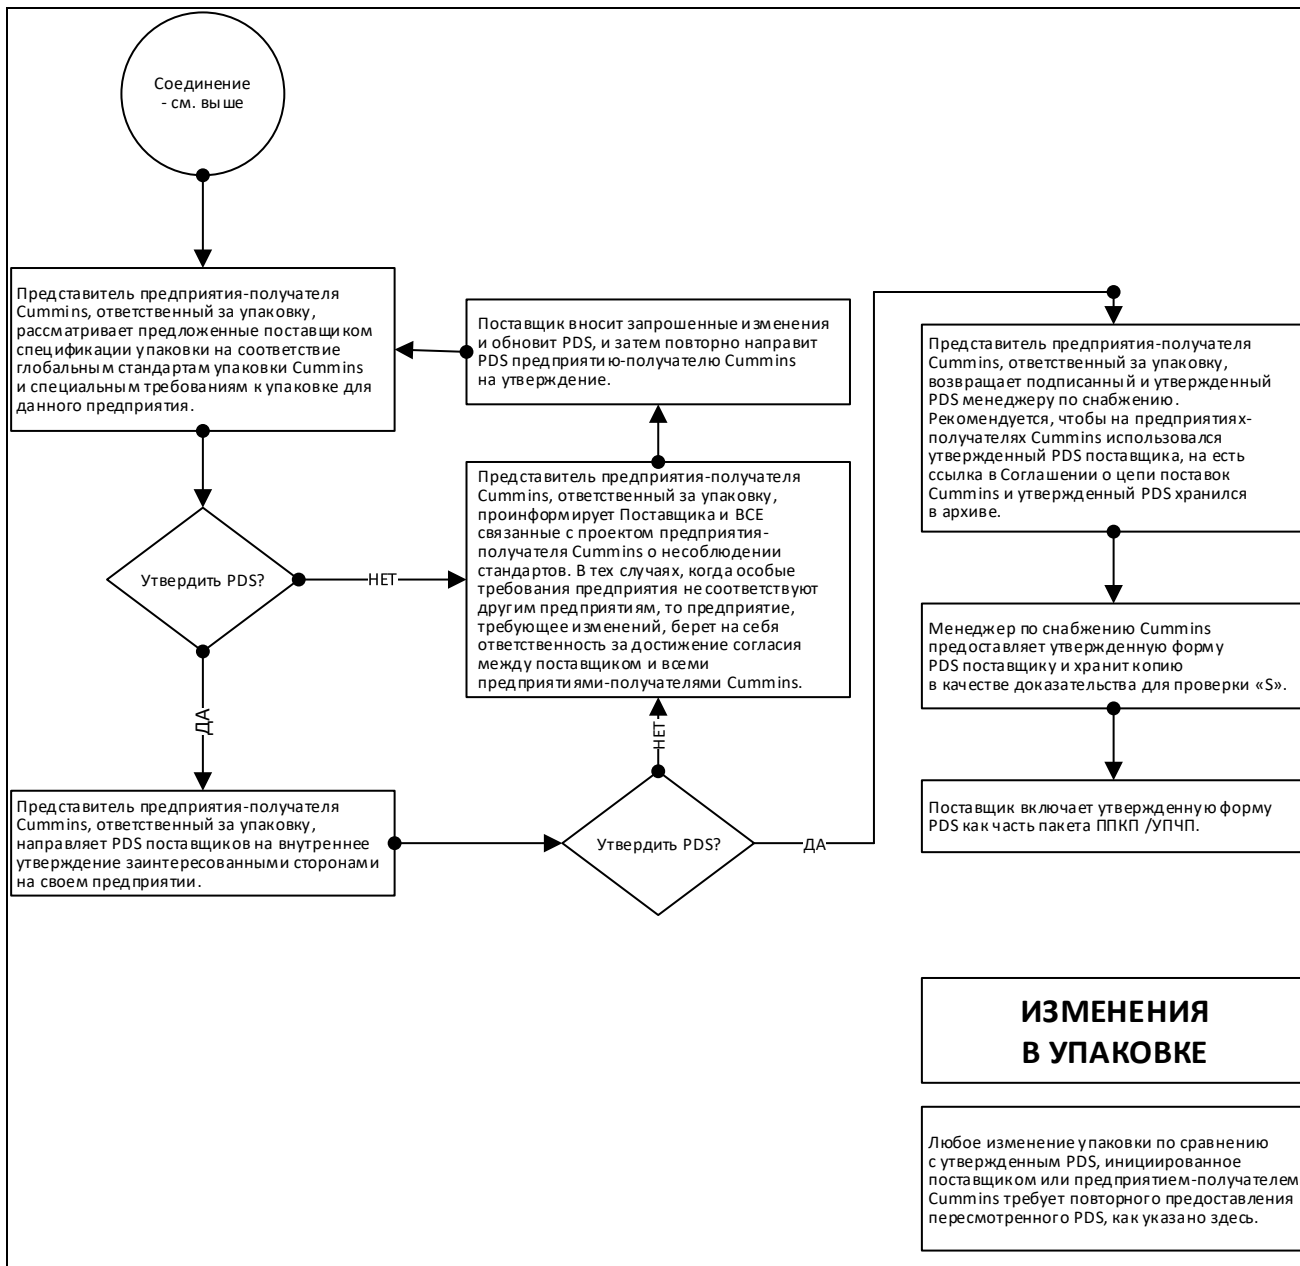 Соединение
- см. выше
Представитель предприятия-получателя
Cummins, ответственный за упаковку,
рассматривает предложенные поставщиком
спецификации упаковки на соответствие
глобальным стандартам упаковки Cummins
и специальным требованиям к упаковке для
данного предприятия.
Поставщик вносит запрошенные изменения
и обновит PDS, и затем повторно направит
PDS предприятию-получателю Cummins
на утверждение.
Представитель предприятия-получателя
Cummins, ответственный за упаковку,
возвращает подписанный и утвержденный
PDS менеджеру по снабжению.
Рекомендуется, чтобы на предприятиях-
получателях Cummins использовался
утвержденный PDS поставщика, на есть
ссылка в Соглашении о цепи поставок
Cummins и утвержденный PDS хранился
в архиве.
Утвердить PDS?
НЕТ
Представитель предприятия-получателя
Cummins, ответственный за упаковку,
проинформирует Поставщика и ВСЕ
связанные с проектом предприятия-
получателя Cummins о несоблюдении
стандартов. В тех случаях, когда особые
требования предприятия не соответствуют
другим предприятиям, то предприятие,
требующее изменений, берет на себя
ответственность за достижение согласия
между поставщиком и всеми
предприятиями-получателями Cummins.
Менеджер по снабжению Cummins
предоставляет утвержденную форму
PDS поставщику и хранит копию
в качестве доказательства для проверки «S».
ДА
НЕТ
Представитель предприятия-получателя
Cummins, ответственный за упаковку,
направляет PDS поставщиков на внутреннее
утверждение заинтересованными сторонами
на своем предприятии.
Утвердить PDS?
ДА
Поставщик включает утвержденную форму
PDS как часть пакета ППКП /УПЧП.
ИЗМЕНЕНИЯ
В УПАКОВКЕ
Любое изменение упаковки по сравнению
с утвержденным PDS, инициированное
поставщиком или предприятием-получателем
Cummins требует повторного предоставления
пересмотренного PDS, как указано здесь.